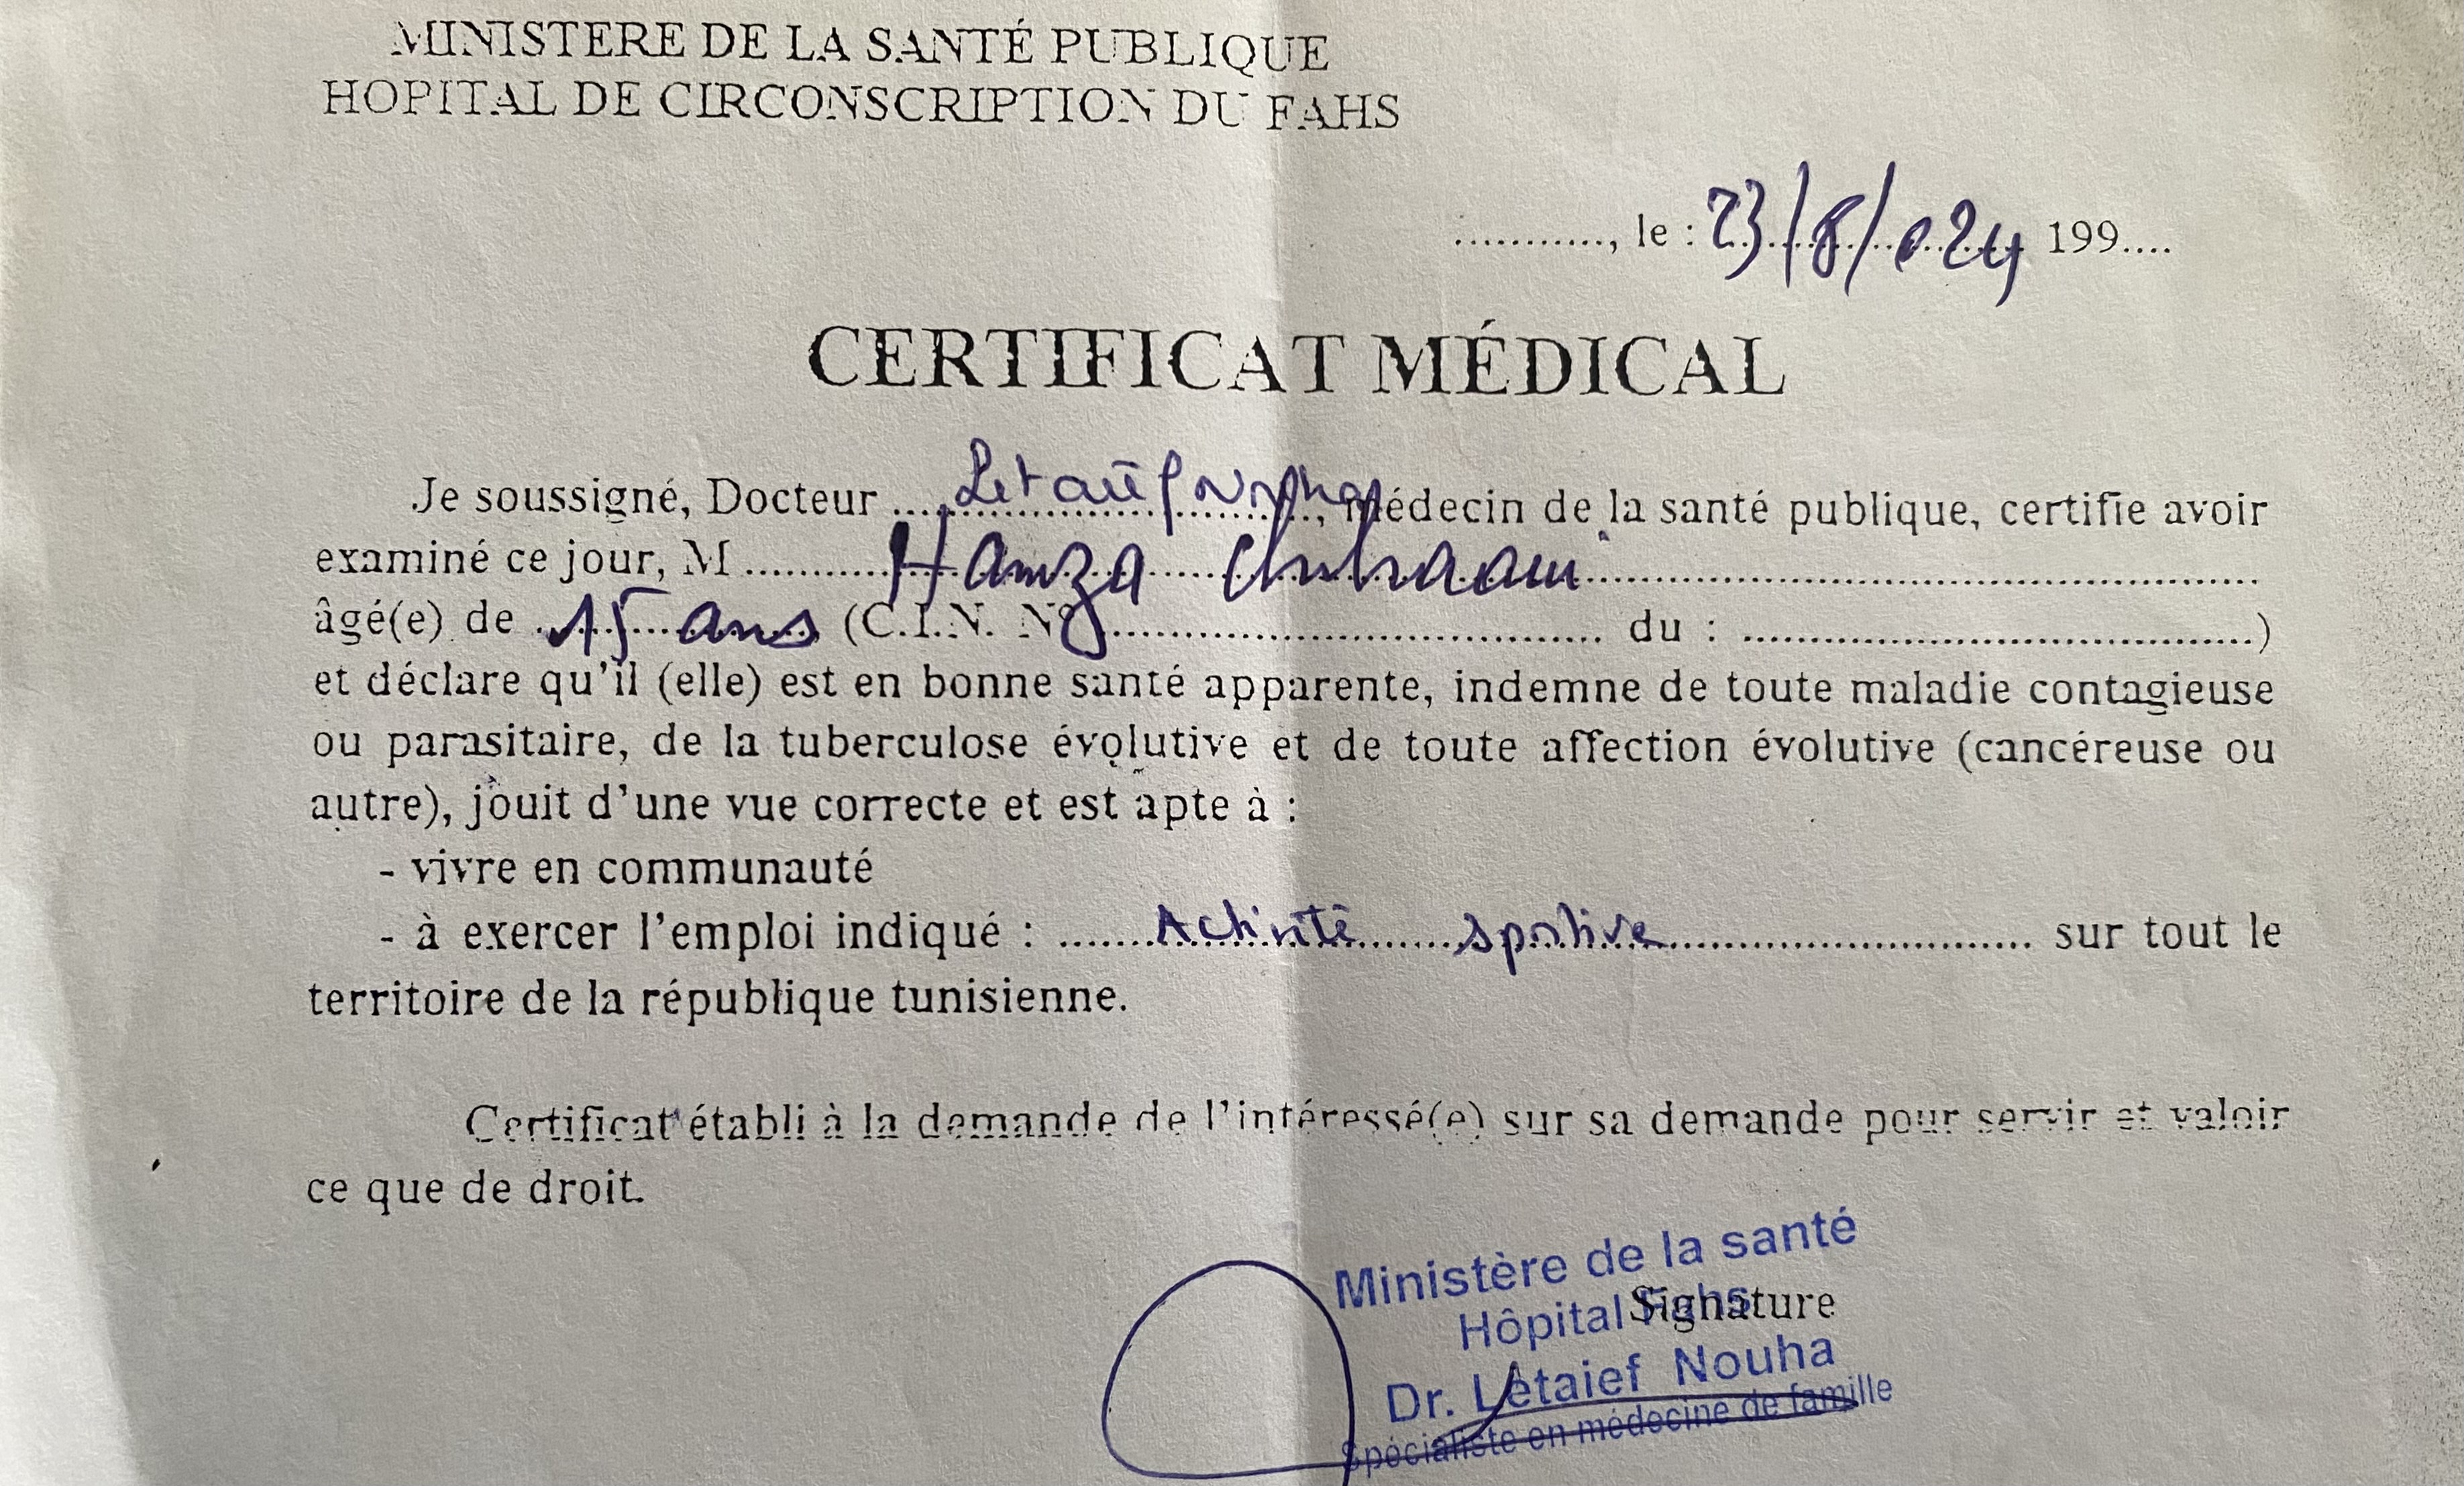 MINISTERE DE LA SANTÉ PUBLIQUE
HOPITAL DE CIRCONSCRIPTION DU FAHS
..........., le : 23/8/024 199....
CERTIFICAT MÉDICAL
Je soussigné, Docteur Letaïef Nouha, Médecin de la santé publique, certifie avoir
examiné ce jour, M Hamza
âgé(e) de 15 ans (C.I.N. N° .......... du : ..........)
et déclare qu'il (elle) est en bonne santé apparente, indemne de toute maladie contagieuse
ou parasitaire, de la tuberculose évolutive et de toute affection évolutive (cancéreuse ou
autre), jouit d'une vue correcte et est apte à :
- vivre en communauté
- à exercer l'emploi indiqué : Activité sportive sur tout le
territoire de la république tunisienne.
Certificat établi à la demande de l'intéressé(e) sur sa demande pour servir et valoir
ce que de droit.
Ministère de la santé
Signature
Hôpital Fahs
Dr. Letaief Nouha
Spécialiste en médecine de famille